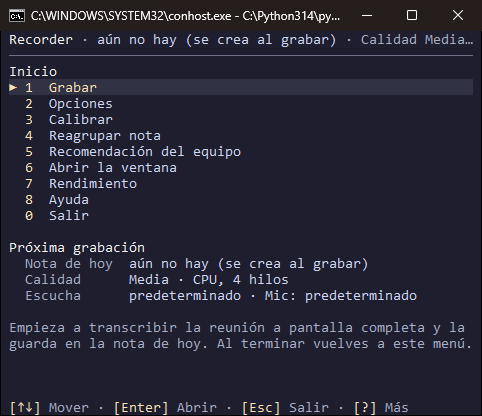 C:\WINDOWS\SYSTEM32\conhost.exe - C:\Python314\py...
Recorder · aún no hay (se crea al grabar) · Calidad Media…
Inicio
► 1 Grabar
2 Opciones
3 Calibrar
4 Reagrupar nota
5 Recomendación del equipo
6 Abrir la ventana
7 Rendimiento
8 Ayuda
0 Salir
Próxima grabación
Nota de hoy aún no hay (se crea al grabar)
Calidad Media · CPU, 4 hilos
Escucha predeterminado · Mic: predeterminado
Empieza a transcribir la reunión a pantalla completa y la
guarda en la nota de hoy. Al terminar vuelves a este menú.
[↑↓] Mover · [Enter] Abrir · [Esc] Salir · [?] Más